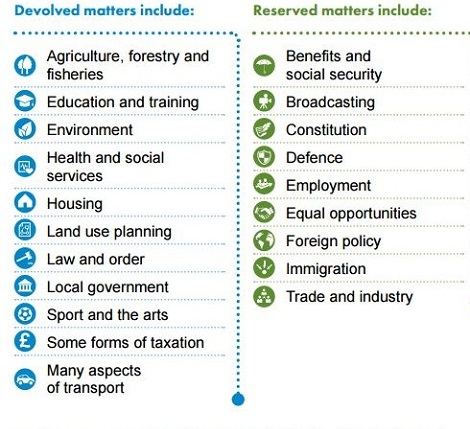 Devolved matters include:
Agriculture, forestry and
fisheries
Education and training
Environment
Health and social
services
Housing
Land use planning
Law and order
Local government
Sport and the arts
£ Some forms of taxation
Many aspects
of transport
Reserved matters include:
Benefits and
social security
Broadcasting
Constitution
Defence
Employment
Equal opportunities
Foreign policy
Immigration
Trade and industry